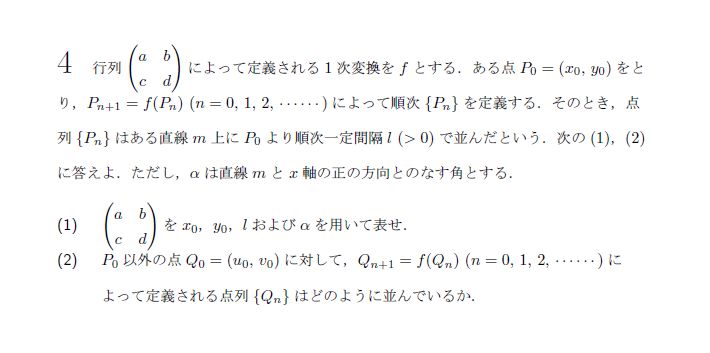 4 行列 \begin{pmatrix} a & b \\ c & d \end{pmatrix} によって定義される 1 次変換を f とする．ある点 P_0 = (x_0, y_0) をと
り，P_{n+1} = f(P_n) (n = 0, 1, 2, ‥‥‥) によって順次 {P_n} を定義する．そのとき，点
列 {P_n} はある直線 m 上に P_0 より順次一定間隔 l (> 0) で並んだという．次の (1)，(2)
に答えよ．ただし，α は直線 m と x 軸の正の方向とのなす角とする．
(1) \begin{pmatrix} a & b \\ c & d \end{pmatrix} を x_0，y_0，l および α を用いて表せ．
(2) P_0 以外の点 Q_0 = (u_0, v_0) に対して，Q_{n+1} = f(Q_n) (n = 0, 1, 2, ‥‥‥) に
よって定義される点列 {Q_n} はどのように並んでいるか．